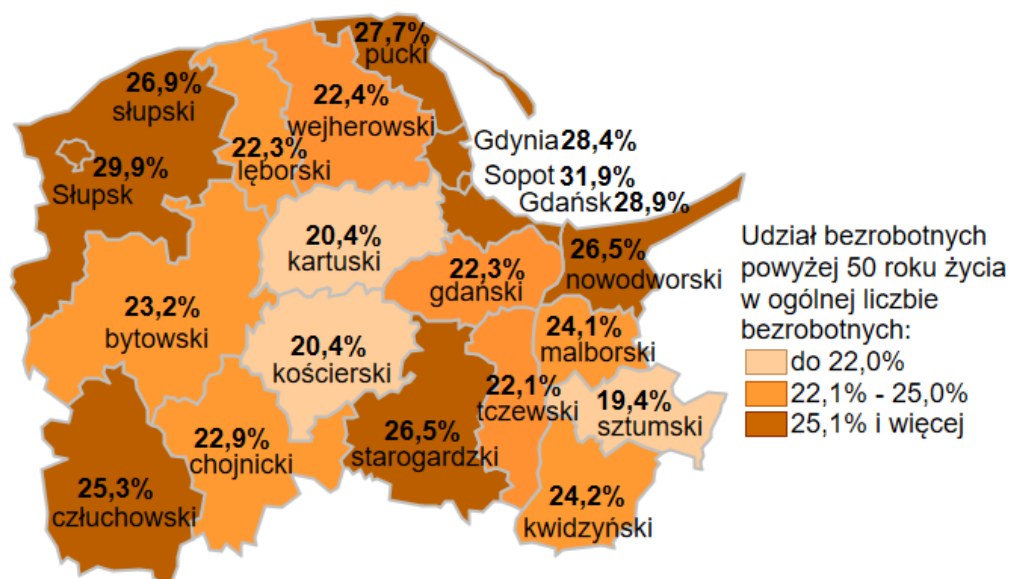 27,7%
pucki
26,9%
słupski
22,4%
wejherowski
Gdynia 28,4%
22,3%
lęborski
29,9%
Słupsk
Sopot 31,9%
Gdańsk 28,9%
20,4%
kartuski
22,3%
gdański
26,5%
nowodworski
23,2%
bytowski
20,4%
kościerski
24,1%
malborski
22,1%
tczewski
19,4%
sztumski
22,9%
chojnicki
26,5%
starogardzki
25,3%
człuchowski
24,2%
kwidzyński
Udział bezrobotnych
powyżej 50 roku życia
w ogólnej liczbie
bezrobotnych:
do 22,0%
22,1% - 25,0%
25,1% i więcej